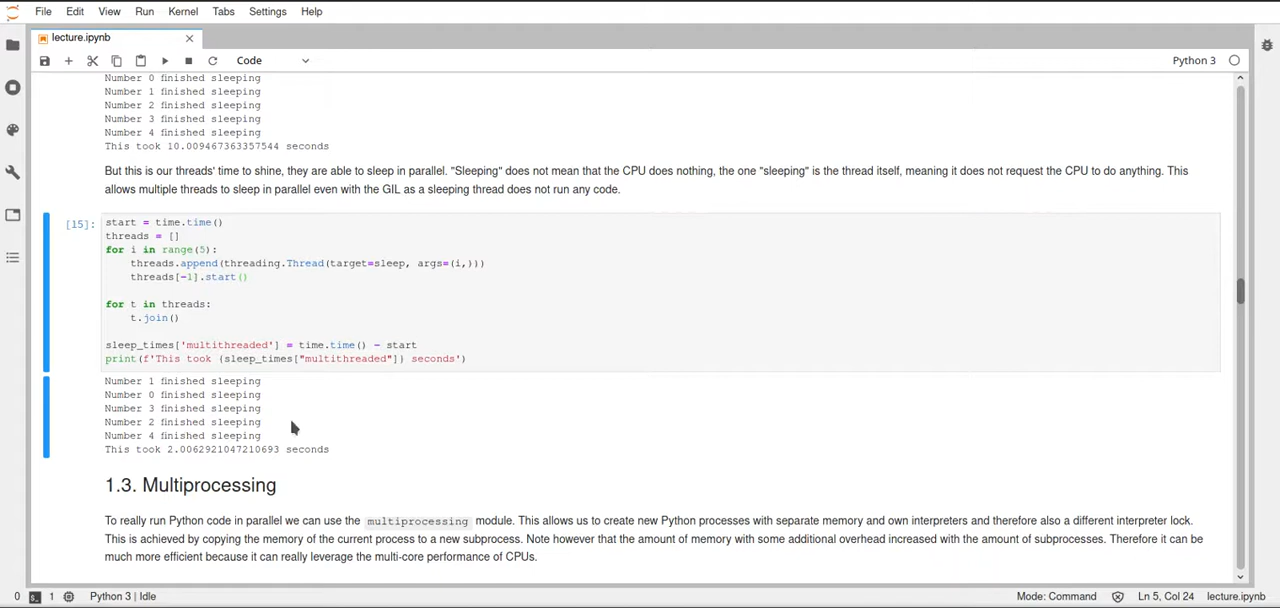 File Edit View Run Kernel Tabs Settings Help
lecture.ipynb
Code
Python 3
Number 0 finished sleeping
Number 1 finished sleeping
Number 2 finished sleeping
Number 3 finished sleeping
Number 4 finished sleeping
This took 10.009467363357544 seconds
But this is our threads' time to shine, they are able to sleep in parallel. "Sleeping" does not mean that the CPU does nothing, the one "sleeping" is the thread itself, meaning it does not request the CPU to do anything. This
allows multiple threads to sleep in parallel even with the GIL as a sleeping thread does not run any code.
[15]: start = time.time()
threads = []
for i in range(5):
    threads.append(threading.Thread(target=sleep, args=(i,)))
    threads[-1].start()
for t in threads:
    t.join()
sleep_times['multithreaded'] = time.time() - start
print(f'This took {sleep_times["multithreaded"]} seconds')
Number 1 finished sleeping
Number 0 finished sleeping
Number 3 finished sleeping
Number 2 finished sleeping
Number 4 finished sleeping
This took 2.0062921047210693 seconds
1.3. Multiprocessing
To really run Python code in parallel we can use the multiprocessing module. This allows us to create new Python processes with separate memory and own interpreters and therefore also a different interpreter lock.
This is achieved by copying the memory of the current process to a new subprocess. Note however that the amount of memory with some additional overhead increased with the amount of subprocesses. Therefore it can be
much more efficient because it can really leverage the multi-core performance of CPUs.
0 1 Python 3 | Idle Mode: Command Ln 5, Col 24 lecture.ipynb